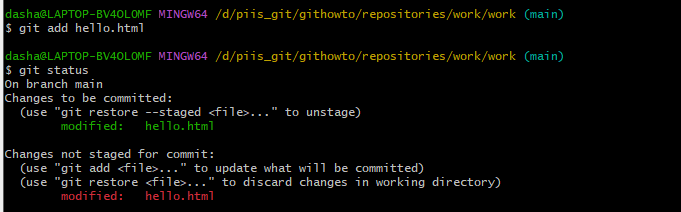 dasha@LAPTOP-BV4OLOMF MINGW64 /d/piis_git/githowto/repositories/work/work (main)
$ git add hello.html
dasha@LAPTOP-BV4OLOMF MINGW64 /d/piis_git/githowto/repositories/work/work (main)
$ git status
On branch main
Changes to be committed:
  (use "git restore --staged <file>..." to unstage)
        modified:   hello.html
Changes not staged for commit:
  (use "git add <file>..." to update what will be committed)
  (use "git restore <file>..." to discard changes in working directory)
        modified:   hello.html